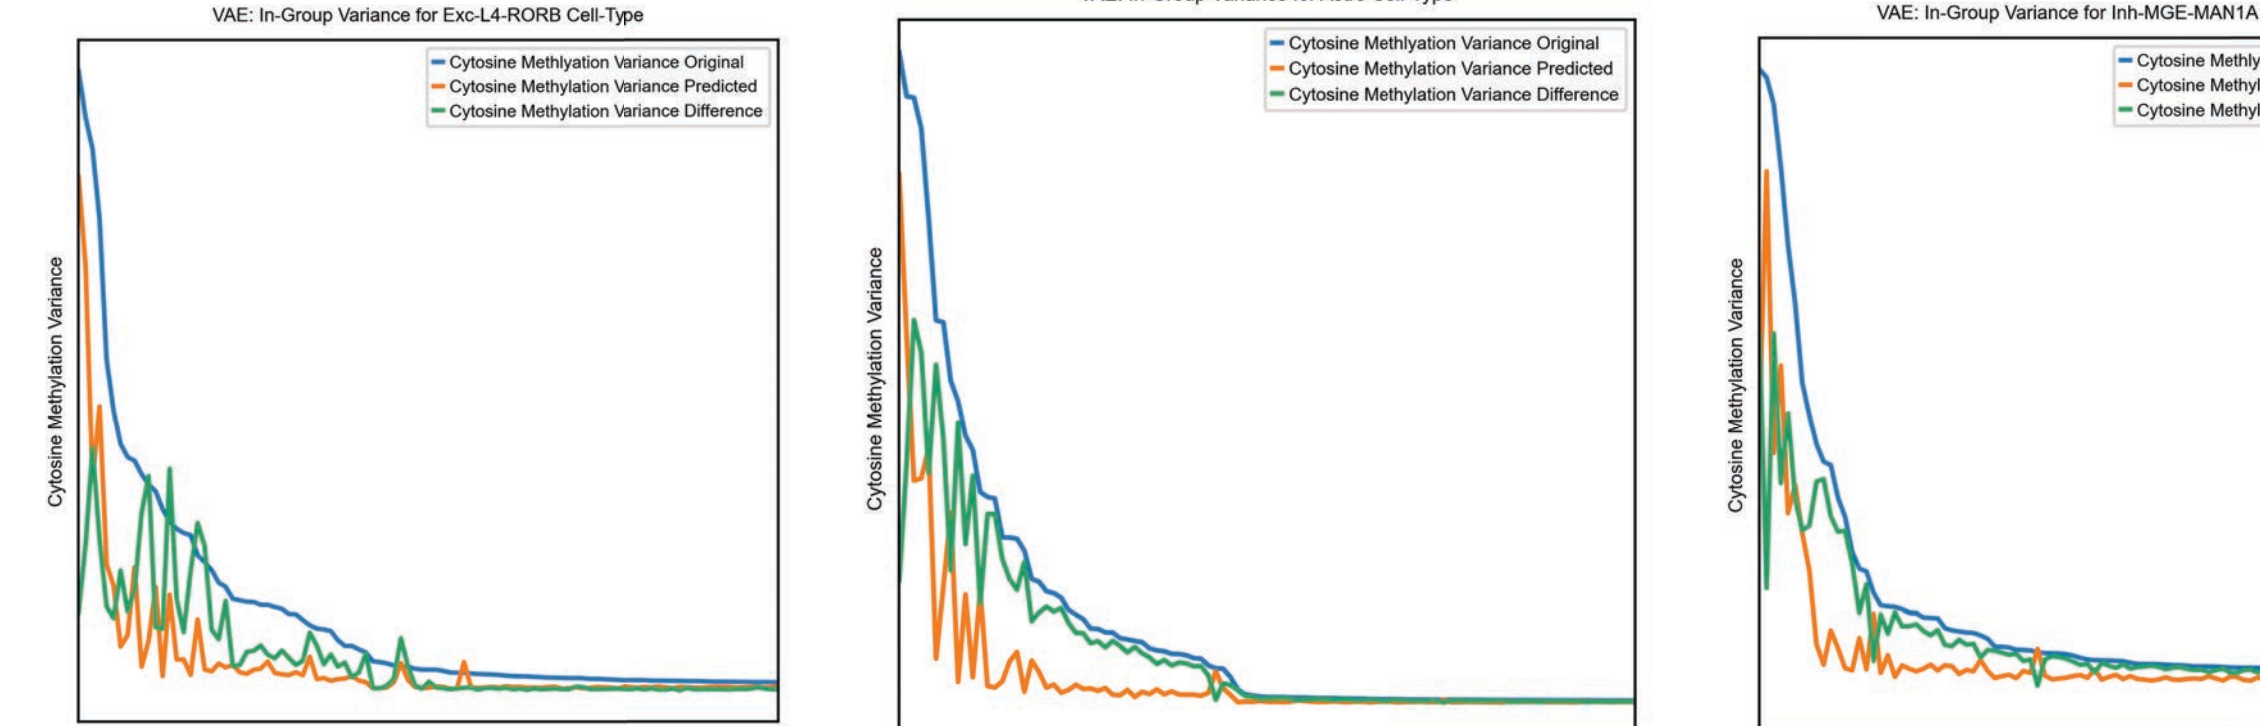 VAE: In-Group Variance for Exc-L4-RORB Cell-Type
Cytosine Methlyation Variance Original
Cytosine Methylation Variance Predicted
Cytosine Methylation Variance Difference
Cytosine Methylation Variance
Cytosine Methlyation Variance Original
Cytosine Methylation Variance Predicted
Cytosine Methylation Variance Difference
Cytosine Methylation Variance
VAE: In-Group Variance for Inh-MGE-MAN1A
Cytosine Methly
Cytosine Methyl
Cytosine Methyl
Cytosine Methylation Variance